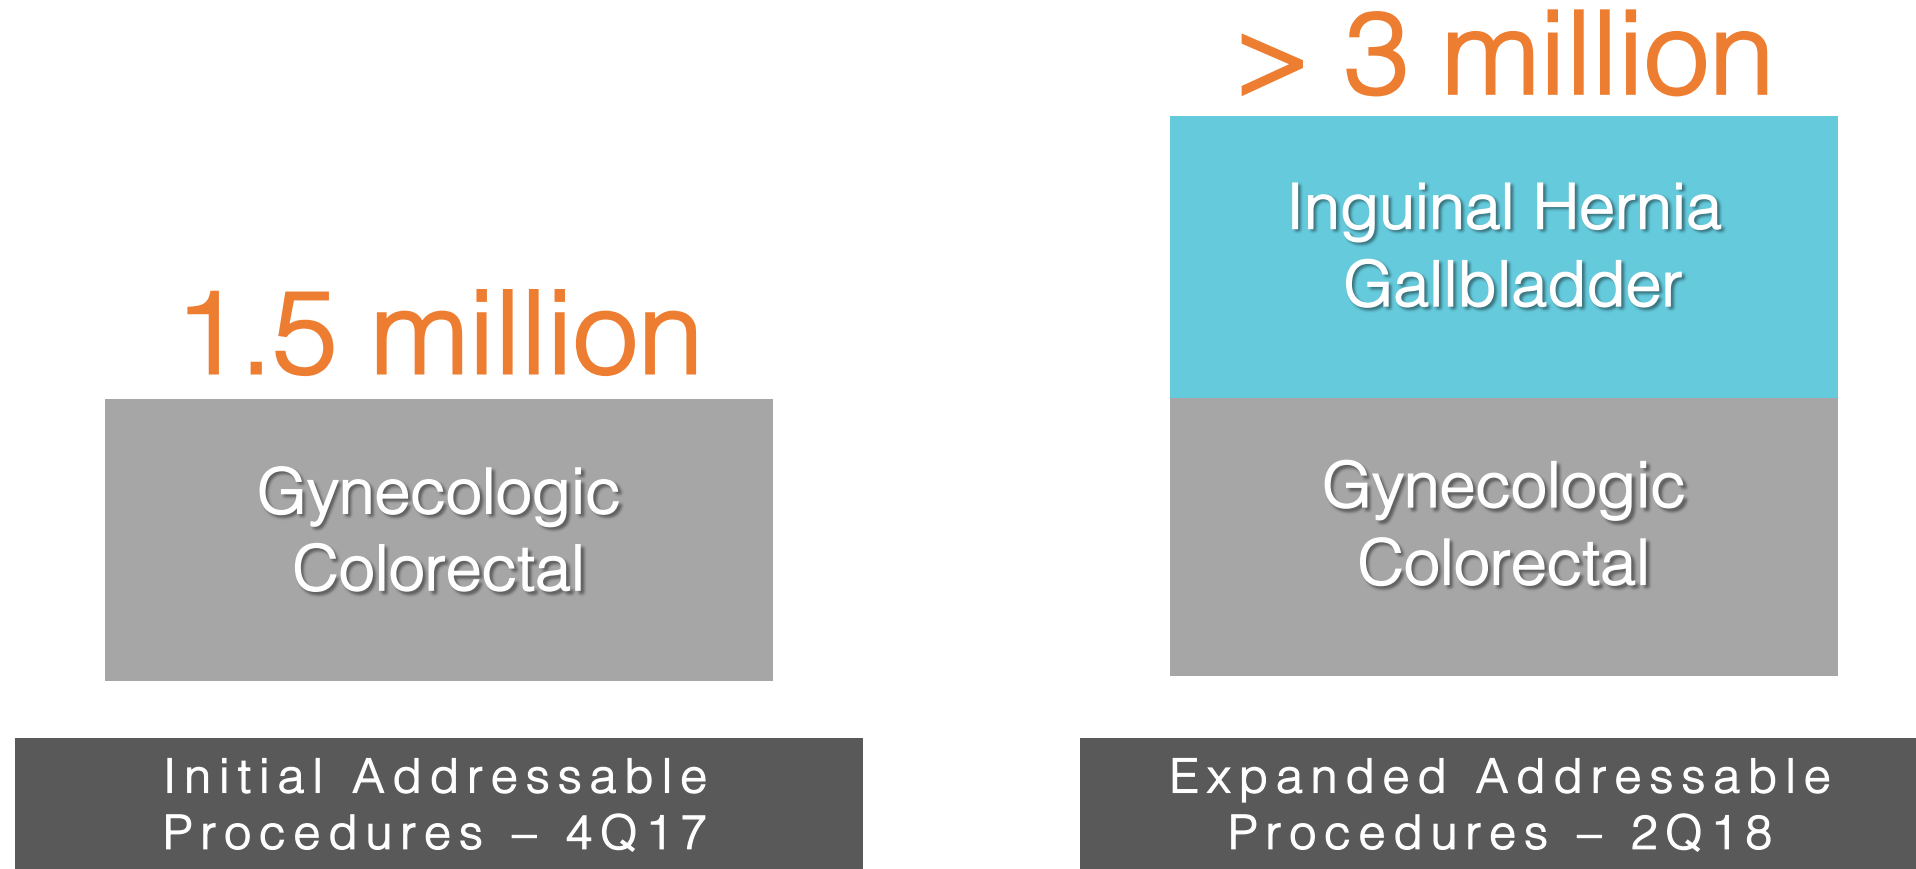 1.5 million
Gynecologic
Colorectal
Initial Addressable
Procedures – 4Q17
> 3 million
Inguinal Hernia
Gallbladder
Gynecologic
Colorectal
Expanded Addressable
Procedures – 2Q18